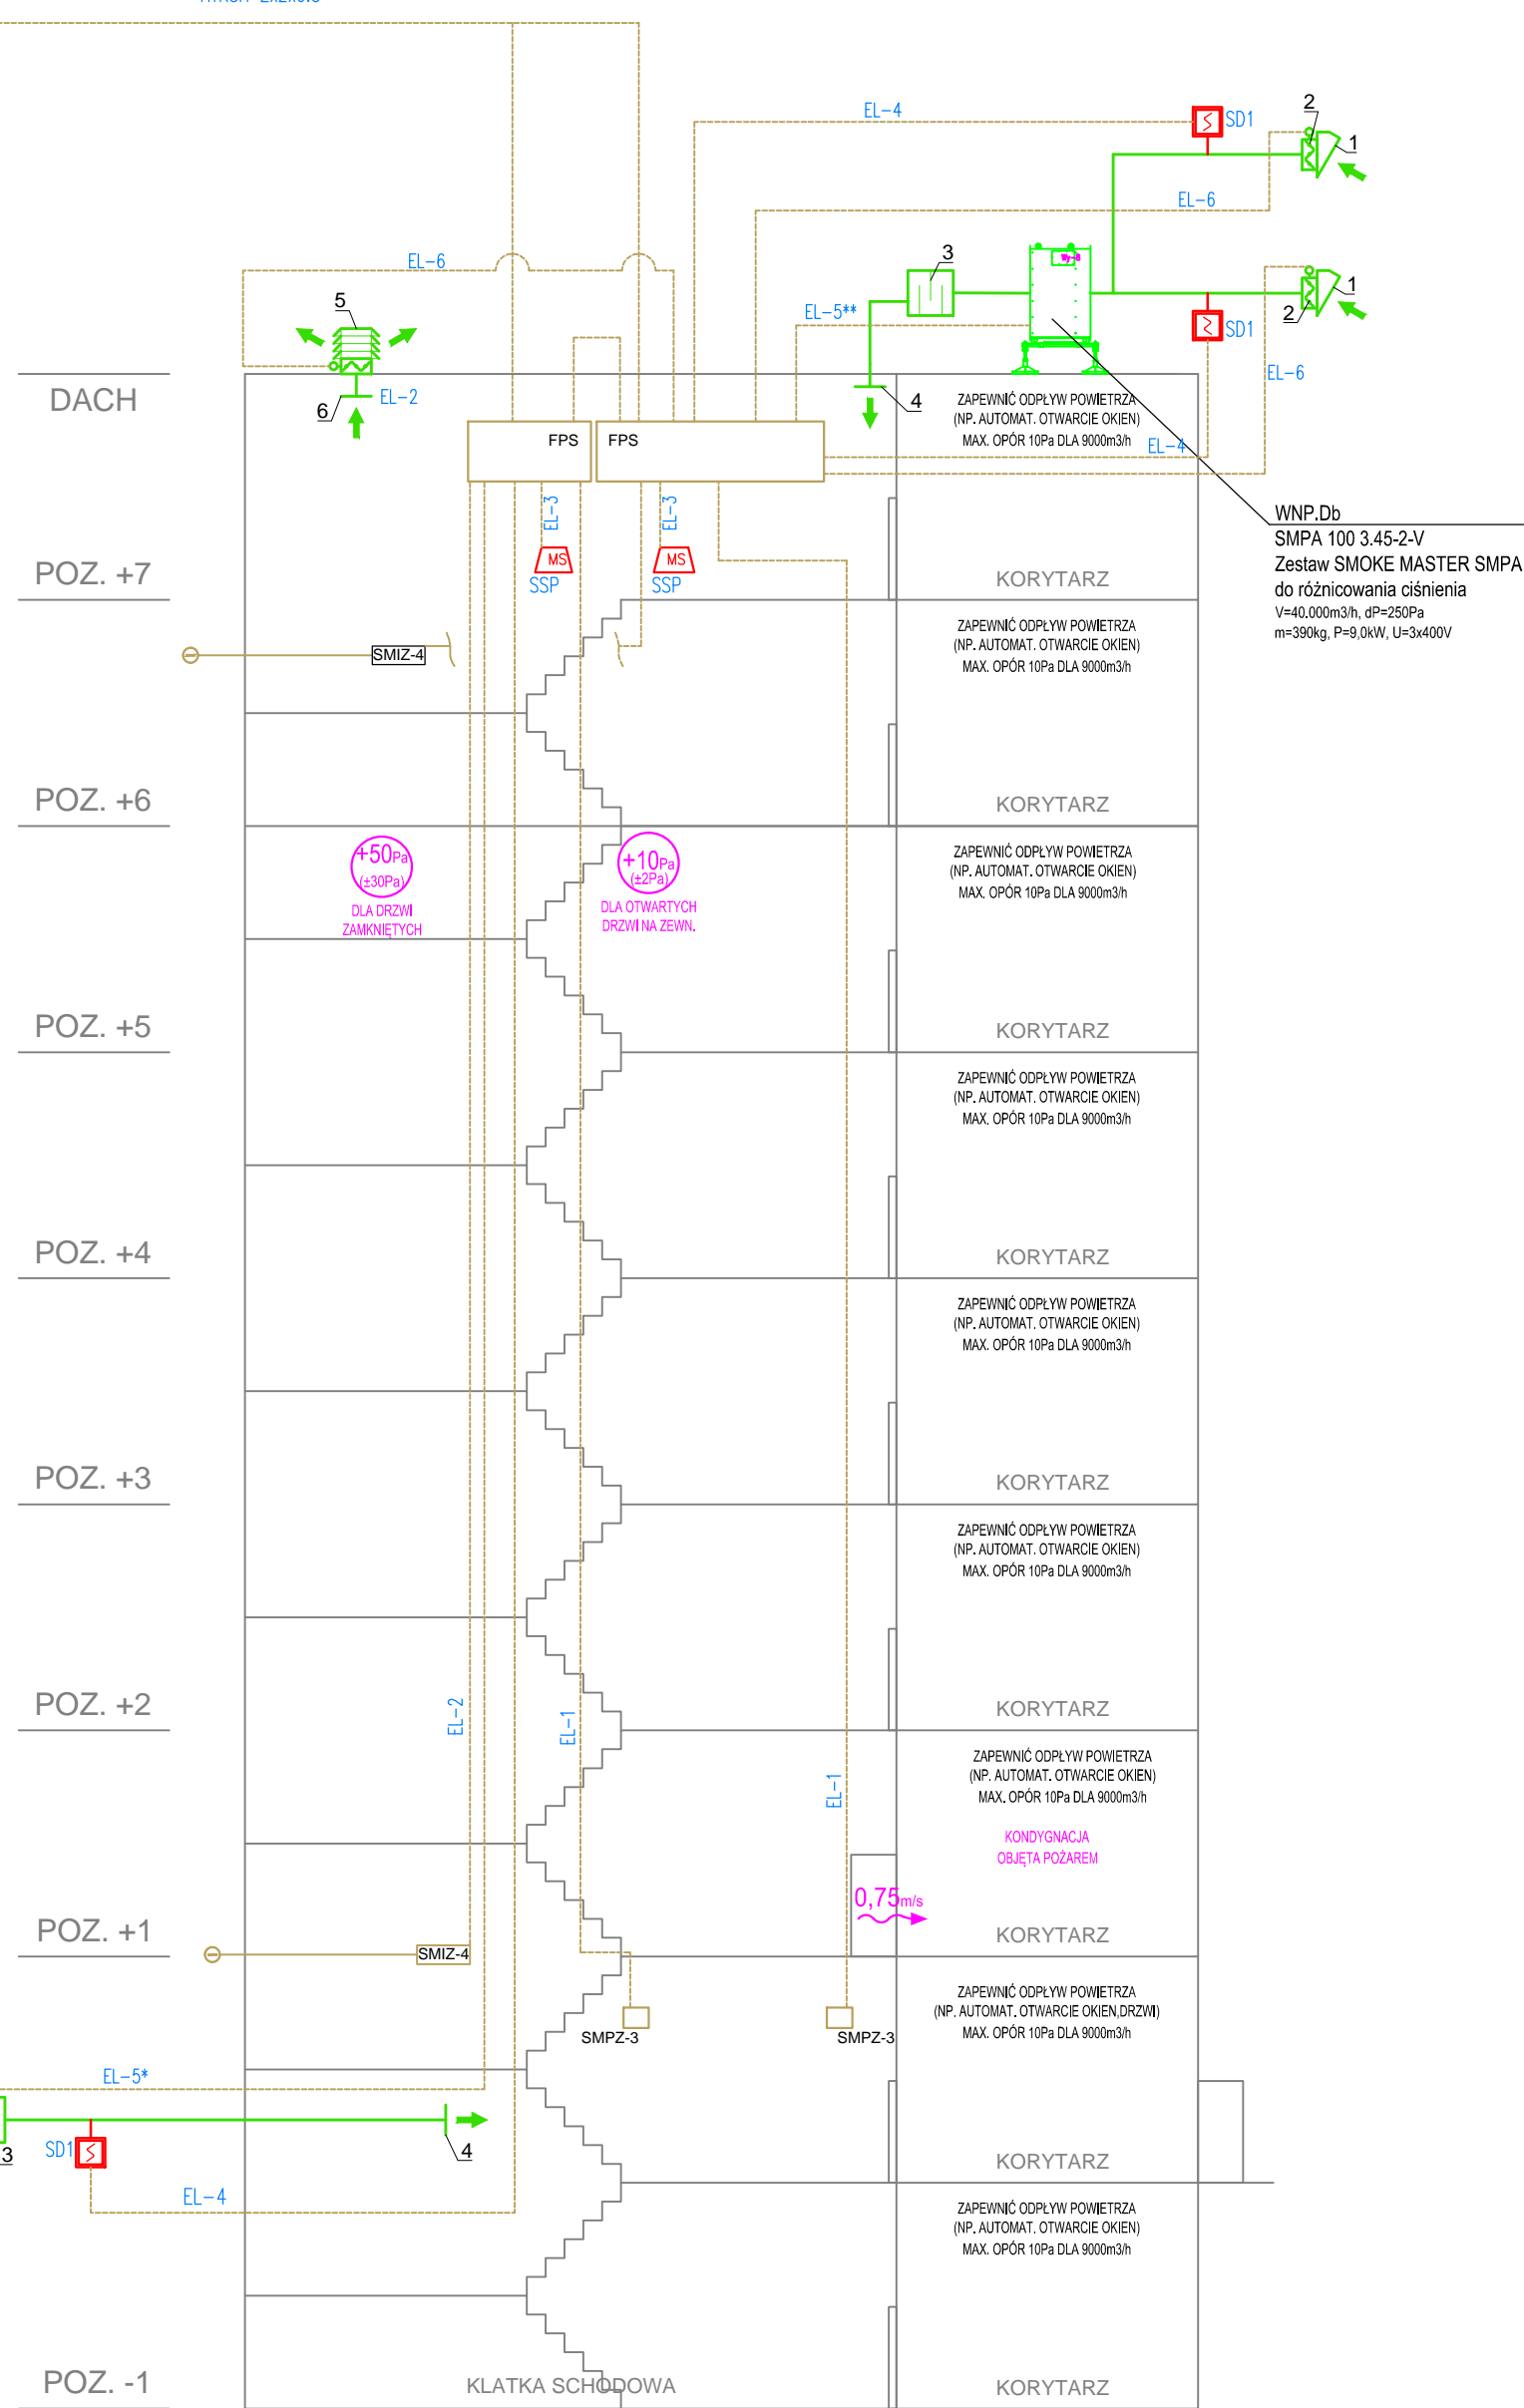 EL-4
SD1
2
1
EL-6
EL-6
3
5
EL-5**
2
1
SD1
EL-6
DACH
6
EL-2
4
ZAPEWNIĆ ODPŁYW POWIETRZA
(NP. AUTOMAT. OTWARCIE OKIEN)
MAX. OPÓR 10Pa DLA 9000m3/h
FPS
FPS
EL-4
EL-3
EL-3
WNP.Db
SMPA 100 3.45-2-V
Zestaw SMOKE MASTER SMPA
do różnicowania ciśnienia
V=40.000m3/h, dP=250Pa
m=390kg, P=9,0kW, U=3x400V
MS
MS
SSP
SSP
POZ. +7
KORYTARZ
ZAPEWNIĆ ODPŁYW POWIETRZA
(NP. AUTOMAT. OTWARCIE OKIEN)
MAX. OPÓR 10Pa DLA 9000m3/h
SMIZ-4
POZ. +6
KORYTARZ
+50Pa
(±30Pa)
DLA DRZWI
ZAMKNIĘTYCH
+10Pa
(±2Pa)
DLA OTWARTYCH
DRZWI NA ZEWN.
ZAPEWNIĆ ODPŁYW POWIETRZA
(NP. AUTOMAT. OTWARCIE OKIEN)
MAX. OPÓR 10Pa DLA 9000m3/h
POZ. +5
KORYTARZ
ZAPEWNIĆ ODPŁYW POWIETRZA
(NP. AUTOMAT. OTWARCIE OKIEN)
MAX. OPÓR 10Pa DLA 9000m3/h
POZ. +4
KORYTARZ
ZAPEWNIĆ ODPŁYW POWIETRZA
(NP. AUTOMAT. OTWARCIE OKIEN)
MAX. OPÓR 10Pa DLA 9000m3/h
POZ. +3
KORYTARZ
ZAPEWNIĆ ODPŁYW POWIETRZA
(NP. AUTOMAT. OTWARCIE OKIEN)
MAX. OPÓR 10Pa DLA 9000m3/h
POZ. +2
EL-2
EL-1
KORYTARZ
EL-1
ZAPEWNIĆ ODPŁYW POWIETRZA
(NP. AUTOMAT. OTWARCIE OKIEN)
MAX. OPÓR 10Pa DLA 9000m3/h
KONDYGNACJA
OBJĘTA POŻAREM
0,75m/s
POZ. +1
KORYTARZ
SMIZ-4
ZAPEWNIĆ ODPŁYW POWIETRZA
(NP. AUTOMAT. OTWARCIE OKIEN,DRZWI)
MAX. OPÓR 10Pa DLA 9000m3/h
SMPZ-3
SMPZ-3
EL-5*
3
SD1
4
KORYTARZ
EL-4
ZAPEWNIĆ ODPŁYW POWIETRZA
(NP. AUTOMAT. OTWARCIE OKIEN)
MAX. OPÓR 10Pa DLA 9000m3/h
POZ. -1
KLATKA SCHODOWA
KORYTARZ